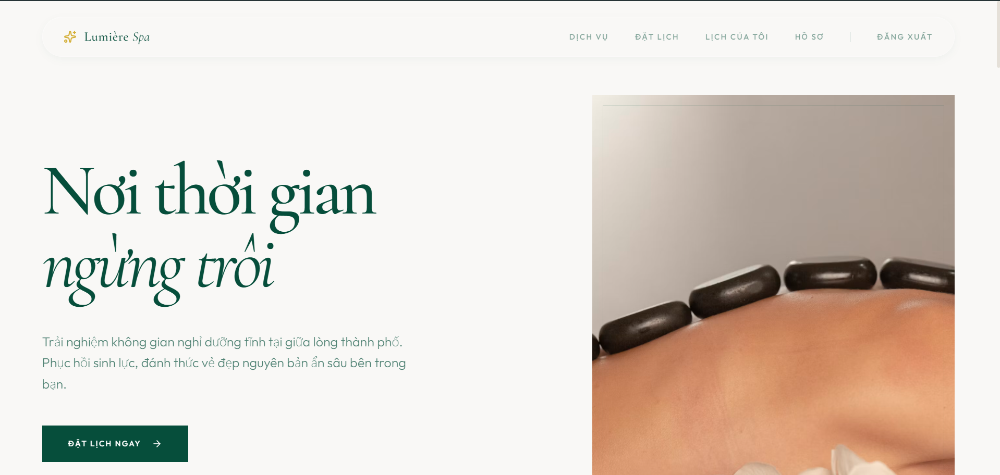 Lumière Spa
DỊCH VỤ
ĐẶT LỊCH
LỊCH CỦA TÔI
HỒ SƠ
ĐĂNG XUẤT
Nơi thời gian
ngừng trôi
Trải nghiệm không gian nghỉ dưỡng tĩnh tại giữa lòng thành phố.
Phục hồi sinh lực, đánh thức vẻ đẹp nguyên bản ẩn sâu bên trong
bạn.
ĐẶT LỊCH NGAY